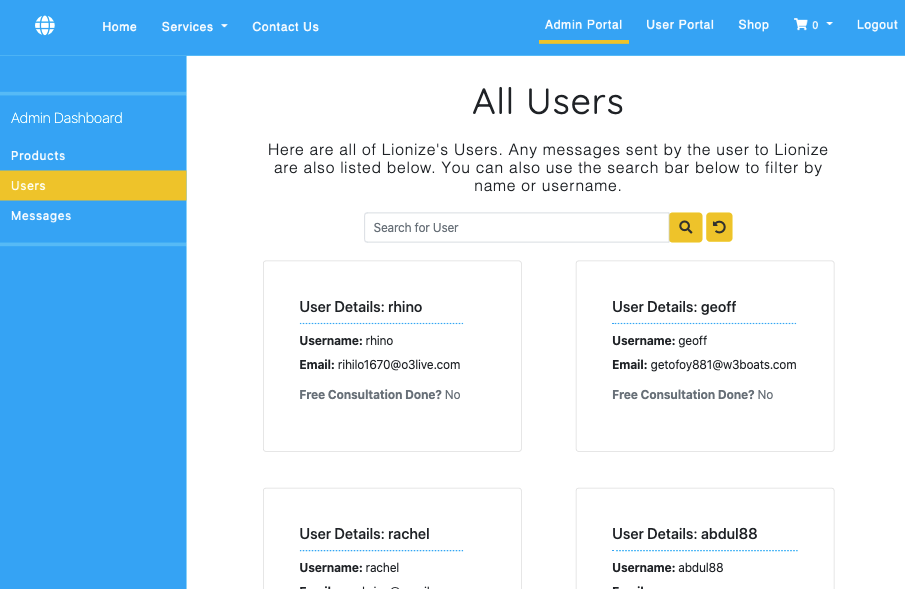 Home Services Contact Us Admin Portal User Portal Shop 0 Logout
Admin Dashboard
Products
Users
Messages
All Users
Here are all of Lionize's Users. Any messages sent by the user to Lionize
are also listed below. You can also use the search bar below to filter by
name or username.
Search for User
User Details: rhino
Username: rhino
Email: rihilo1670@o3live.com
Free Consultation Done? No
User Details: geoff
Username: geoff
Email: getofoy881@w3boats.com
Free Consultation Done? No
User Details: rachel
Username: rachel
User Details: abdul88
Username: abdul88